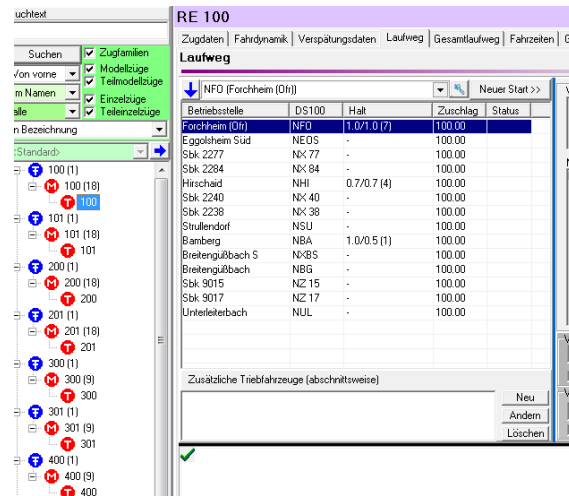 uchtext
Suchen
Zugfamilien
Modellzüge
Teilmodellzüge
Einzelzüge
Teileinzelzüge
Von vorne
m Namen
alle
n Bezeichnung
<Standard>
100 (1)
100 (18)
100
101 (1)
101 (18)
101
200 (1)
200 (18)
200
201 (1)
201 (18)
201
300 (1)
300 (9)
300
301 (1)
301 (9)
301
400 (1)
400 (9)
400
RE 100
Zugdaten Fahrdynamik Verspätungsdaten Laufweg Gesamtlaufweg Fahrzeiten
Laufweg
NFO (Forchheim (Ofr)) Neuer Start >>
Betriebsstelle DS100 Halt Zuschlag Status
Forchheim (Ofr) NFO 1.0/1.0 (7) 100.00
Eggolsheim Süd NEOS - 100.00
Sbk 2277 NX 77 - 100.00
Sbk 2284 NX 84 - 100.00
Hirschaid NHI 0.7/0.7 (4) 100.00
Sbk 2240 NX 40 - 100.00
Sbk 2238 NX 38 - 100.00
Strullendorf NSU - 100.00
Bamberg NBA 1.0/0.5 (1) 100.00
Breitengüßbach S NXBS - 100.00
Breitengüßbach NBG - 100.00
Sbk 9015 NZ 15 - 100.00
Sbk 9017 NZ 17 - 100.00
Unterleiterbach NUL - 100.00
Zusätzliche Triebfahrzeuge (abschnittsweise)
Neu
Ändern
Löschen